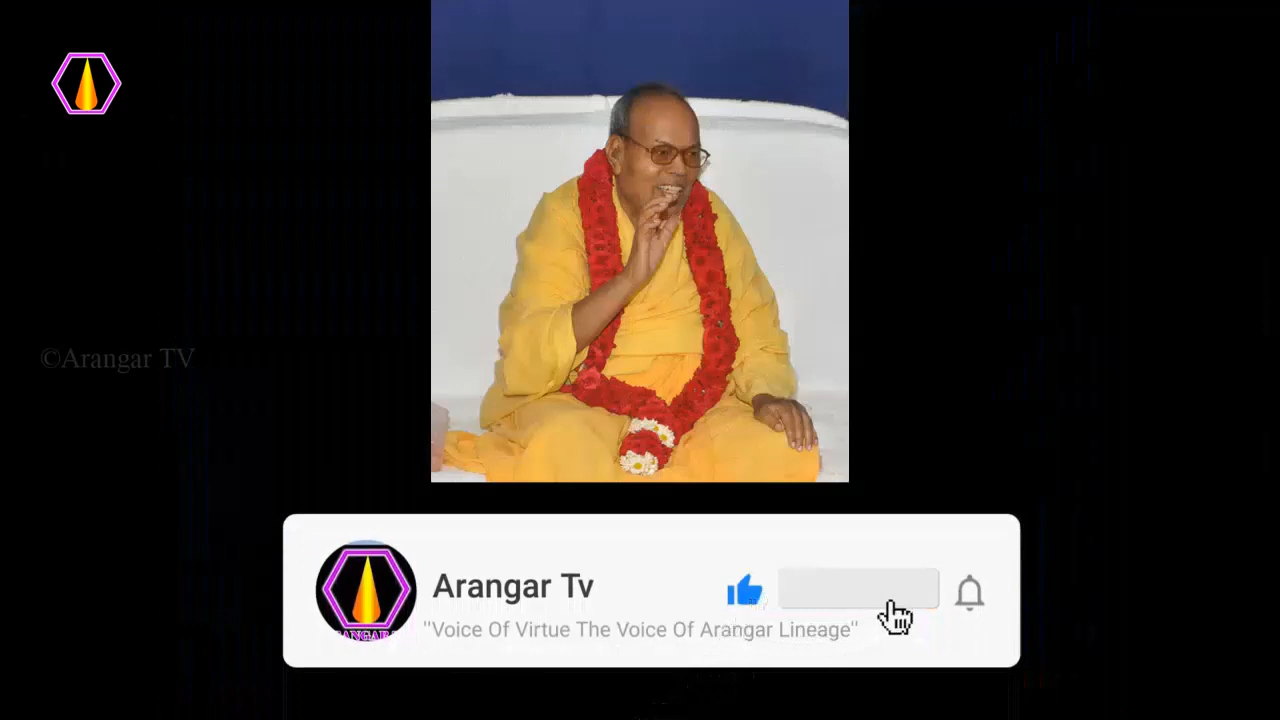 ©Arangar TV
Arangar Tv
"Voice Of Virtue The Voice Of Arangar Lineage"